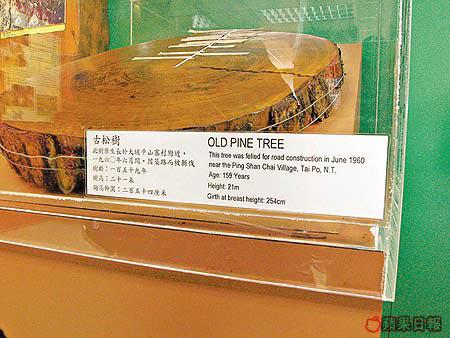 古松樹
此樹原生長於大埔平山寨村附近，
一九六〇年六月間，因築路而被斬伐
樹齡：一百五十九年
樹高：二十一米
胸高幹圍：二百五十四厘米
OLD PINE TREE
This tree was felled for road construction in June 1960
near the Ping Shan Chai Village, Tai Po, N.T.
Age: 159 Years
Height: 21m
Girth at breast height: 254cm
蘋果日報